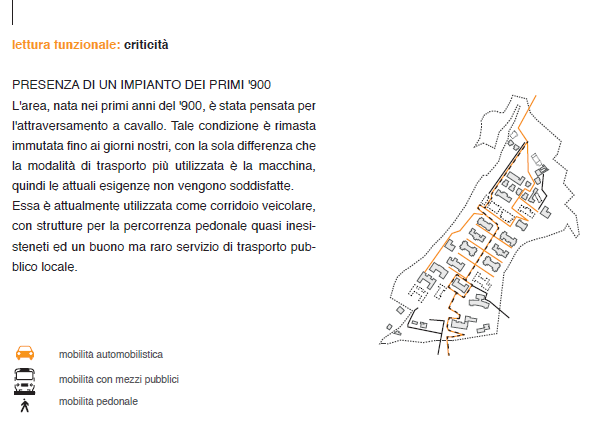 lettura funzionale: criticità
PRESENZA DI UN IMPIANTO DEI PRIMI '900
L'area, nata nei primi anni del '900, è stata pensata per
l'attraversamento a cavallo. Tale condizione è rimasta
immutata fino ai giorni nostri, con la sola differenza che
la modalità di trasporto più utilizzata è la macchina,
quindi le attuali esigenze non vengono soddisfatte.
Essa è attualmente utilizzata come corridoio veicolare,
con strutture per la percorrenza pedonale quasi inesi-
steneti ed un buono ma raro servizio di trasporto pub-
blico locale.
mobilità automobilistica
mobilità con mezzi pubblici
mobilità pedonale